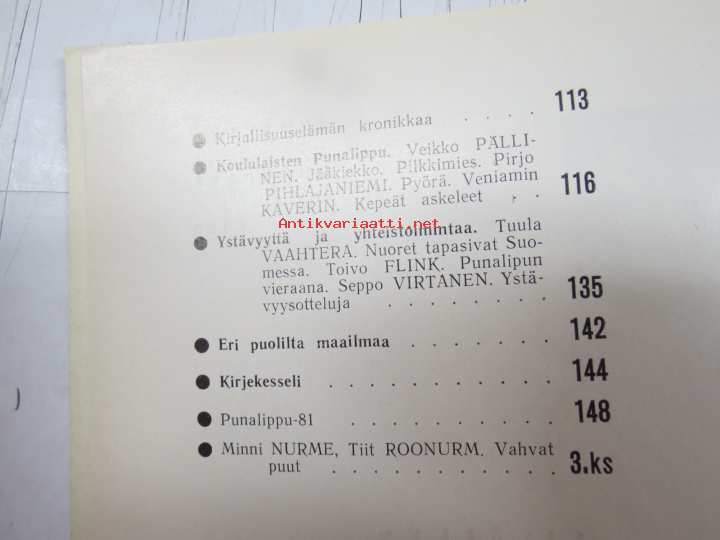 ● Kirjallisuuselämän kronikkaa . . . . 113
● Koululaisten Punalippu. Veikko PÄLLI-
NEN. Jääkiekko. Pilkkimies. Pirjo
PIHLAJANIEMI. Pyörä. Veniamin
KAVERIN. Kepeät askeleet . . 116
Antikvariaatti.net
● Ystävyyttä ja yhteistoimintaa. Tuula
VAAHTERA. Nuoret tapasivat Suo-
messa. Toivo FLINK. Punalipun
vieraana. Seppo VIRTANEN. Ystä-
vyysotteluja . . . . . . . . 135
● Eri puolilta maailmaa . . . . . . . 142
● Kirjekesseli . . . . . . . . . . 144
● Punalippu-81 . . . . . . . . . . 148
● Minni NURME, Tiit ROONURM. Vahvat
puut . . . . . . . . . . . 3.ks